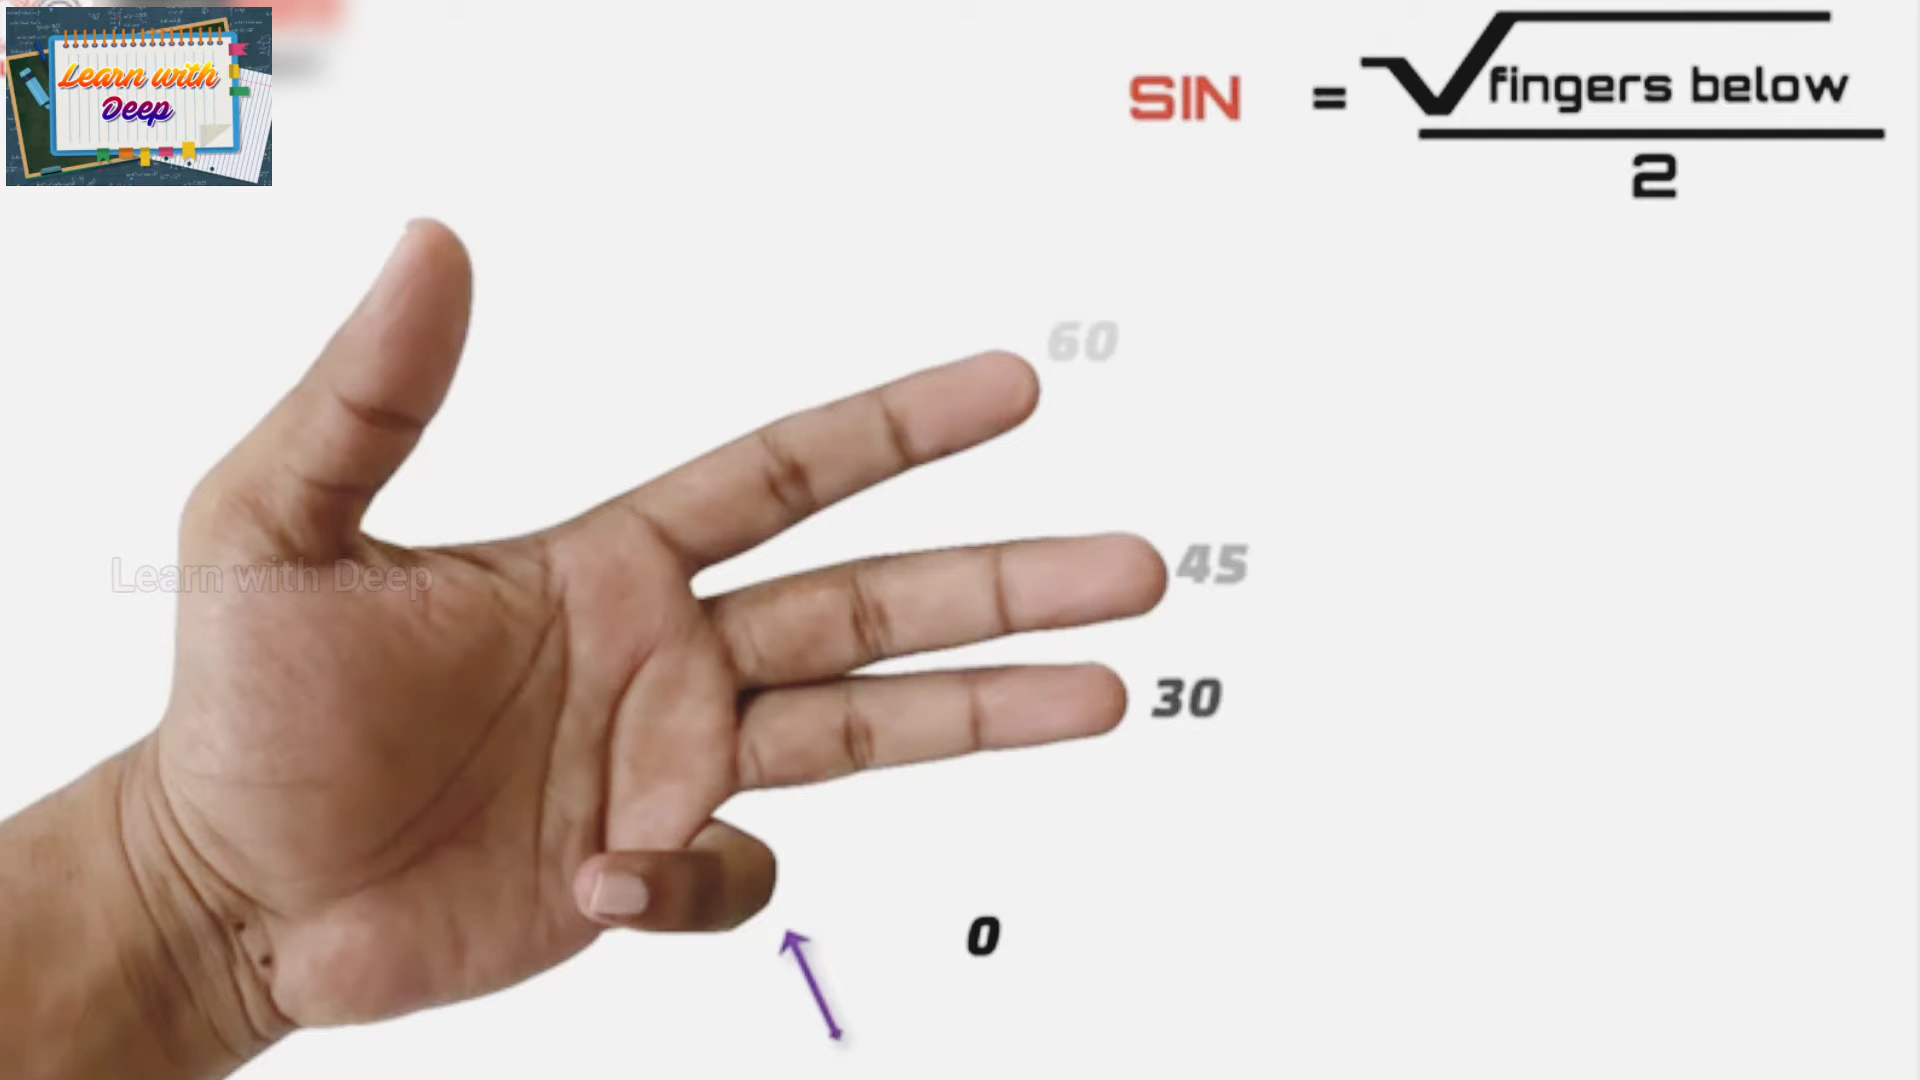 Learn with
Deep
SIN = √fingers below
2
60
45
Learn with Deep
30
0